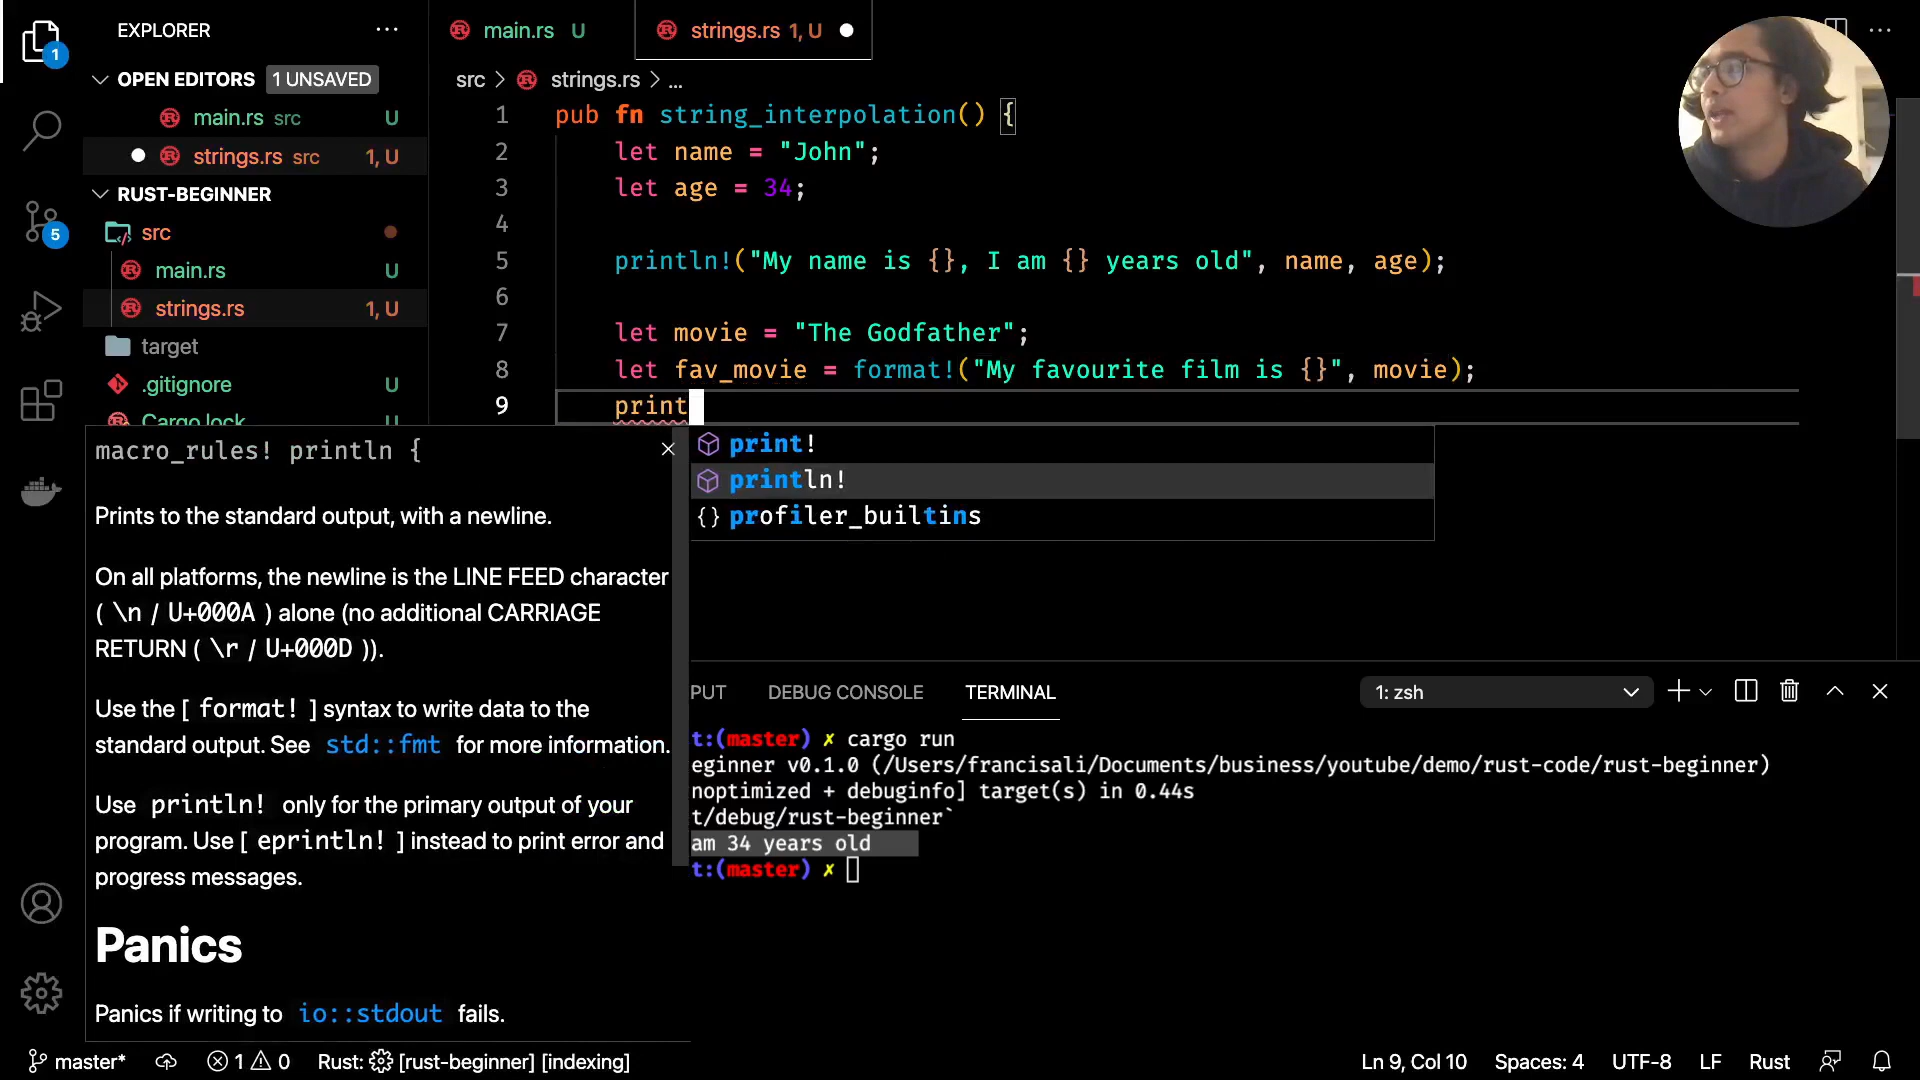 EXPLORER
OPEN EDITORS 1 UNSAVED
main.rs src U
strings.rs src 1, U
RUST-BEGINNER
src
main.rs U
strings.rs 1, U
target
.gitignore U
Cargo.lock U
1
5
main.rs U
strings.rs 1, U
src > strings.rs > ...
1 pub fn string_interpolation() {
2 let name = "John";
3 let age = 34;
4
5 println!("My name is {}, I am {} years old", name, age);
6
7 let movie = "The Godfather";
8 let fav_movie = format!("My favourite film is {}", movie);
9 print
print!
println!
{} profiler_builtins
macro_rules! println {
Prints to the standard output, with a newline.
On all platforms, the newline is the LINE FEED character
( \n / U+000A ) alone (no additional CARRIAGE
RETURN ( \r / U+000D )).
Use the [ format! ] syntax to write data to the
standard output. See std::fmt for more information.
Use println! only for the primary output of your
program. Use [ eprintln! ] instead to print error and
progress messages.
Panics
Panics if writing to io::stdout fails.
PUT DEBUG CONSOLE TERMINAL 1: zsh
t:(master) ✗ cargo run
eginner v0.1.0 (/Users/francisali/Documents/business/youtube/demo/rust-code/rust-beginner)
noptimized + debuginfo] target(s) in 0.44s
t/debug/rust-beginner`
am 34 years old
t:(master) ✗
master* 1 0 Rust: [rust-beginner] [indexing] Ln 9, Col 10 Spaces: 4 UTF-8 LF Rust